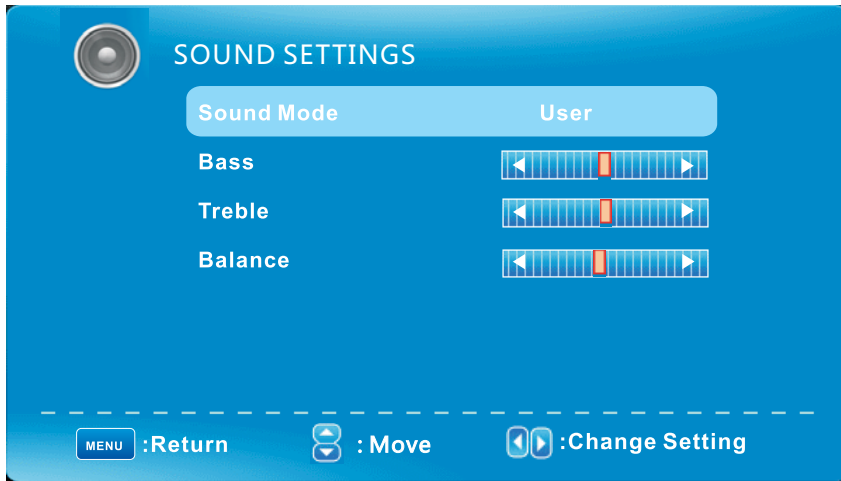 SOUND SETTINGS
Sound Mode User
Bass
Treble
Balance
MENU :Return : Move :Change Setting